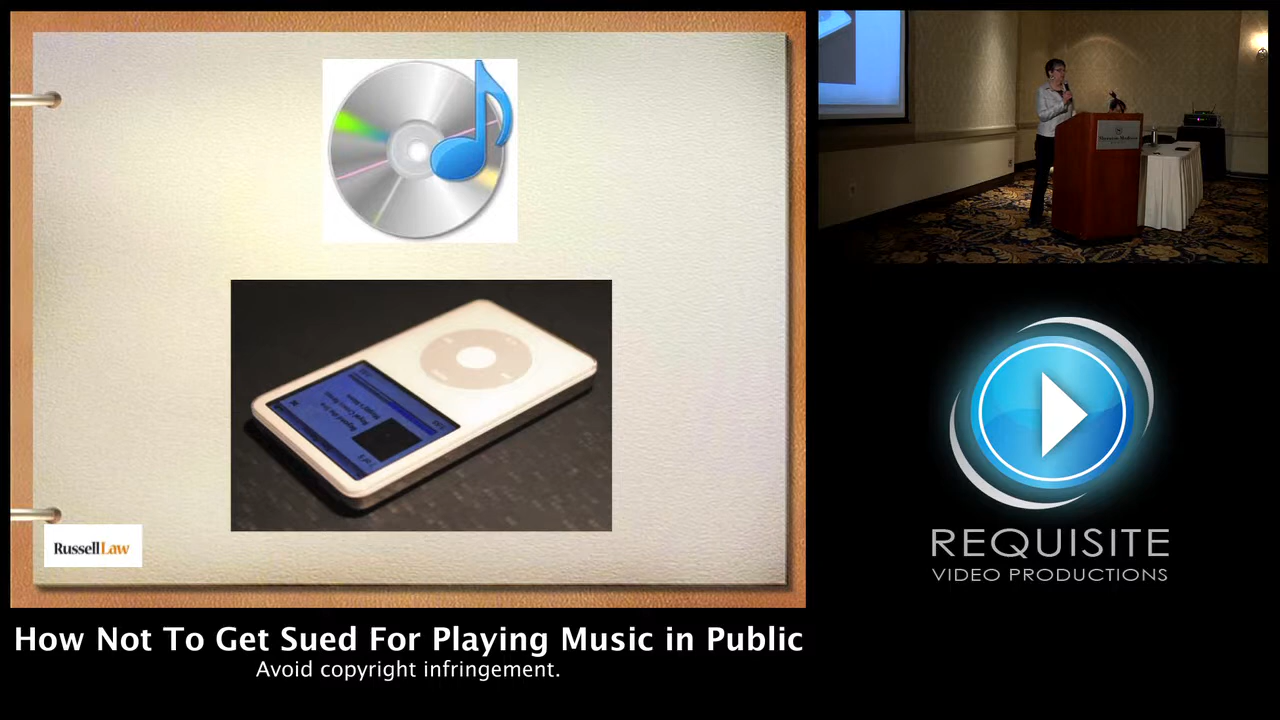 RussellLaw
How Not To Get Sued For Playing Music in Public
Avoid copyright infringement.
REQUISITE
VIDEO PRODUCTIONS